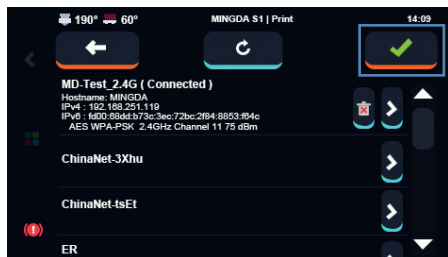 190° 60° MINGDA S1 | Print 14:09
MD-Test_2.4G ( Connected )
Hostname: MINGDA
IPv4 : 192.168.251.119
IPv6 : fd00:68dd:b73c:3ec:72bc:2f84:8853:f64c
AES WPA-PSK 2.4GHz Channel 11 75 dBm
ChinaNet-3Xhu
ChinaNet-tsEt
ER